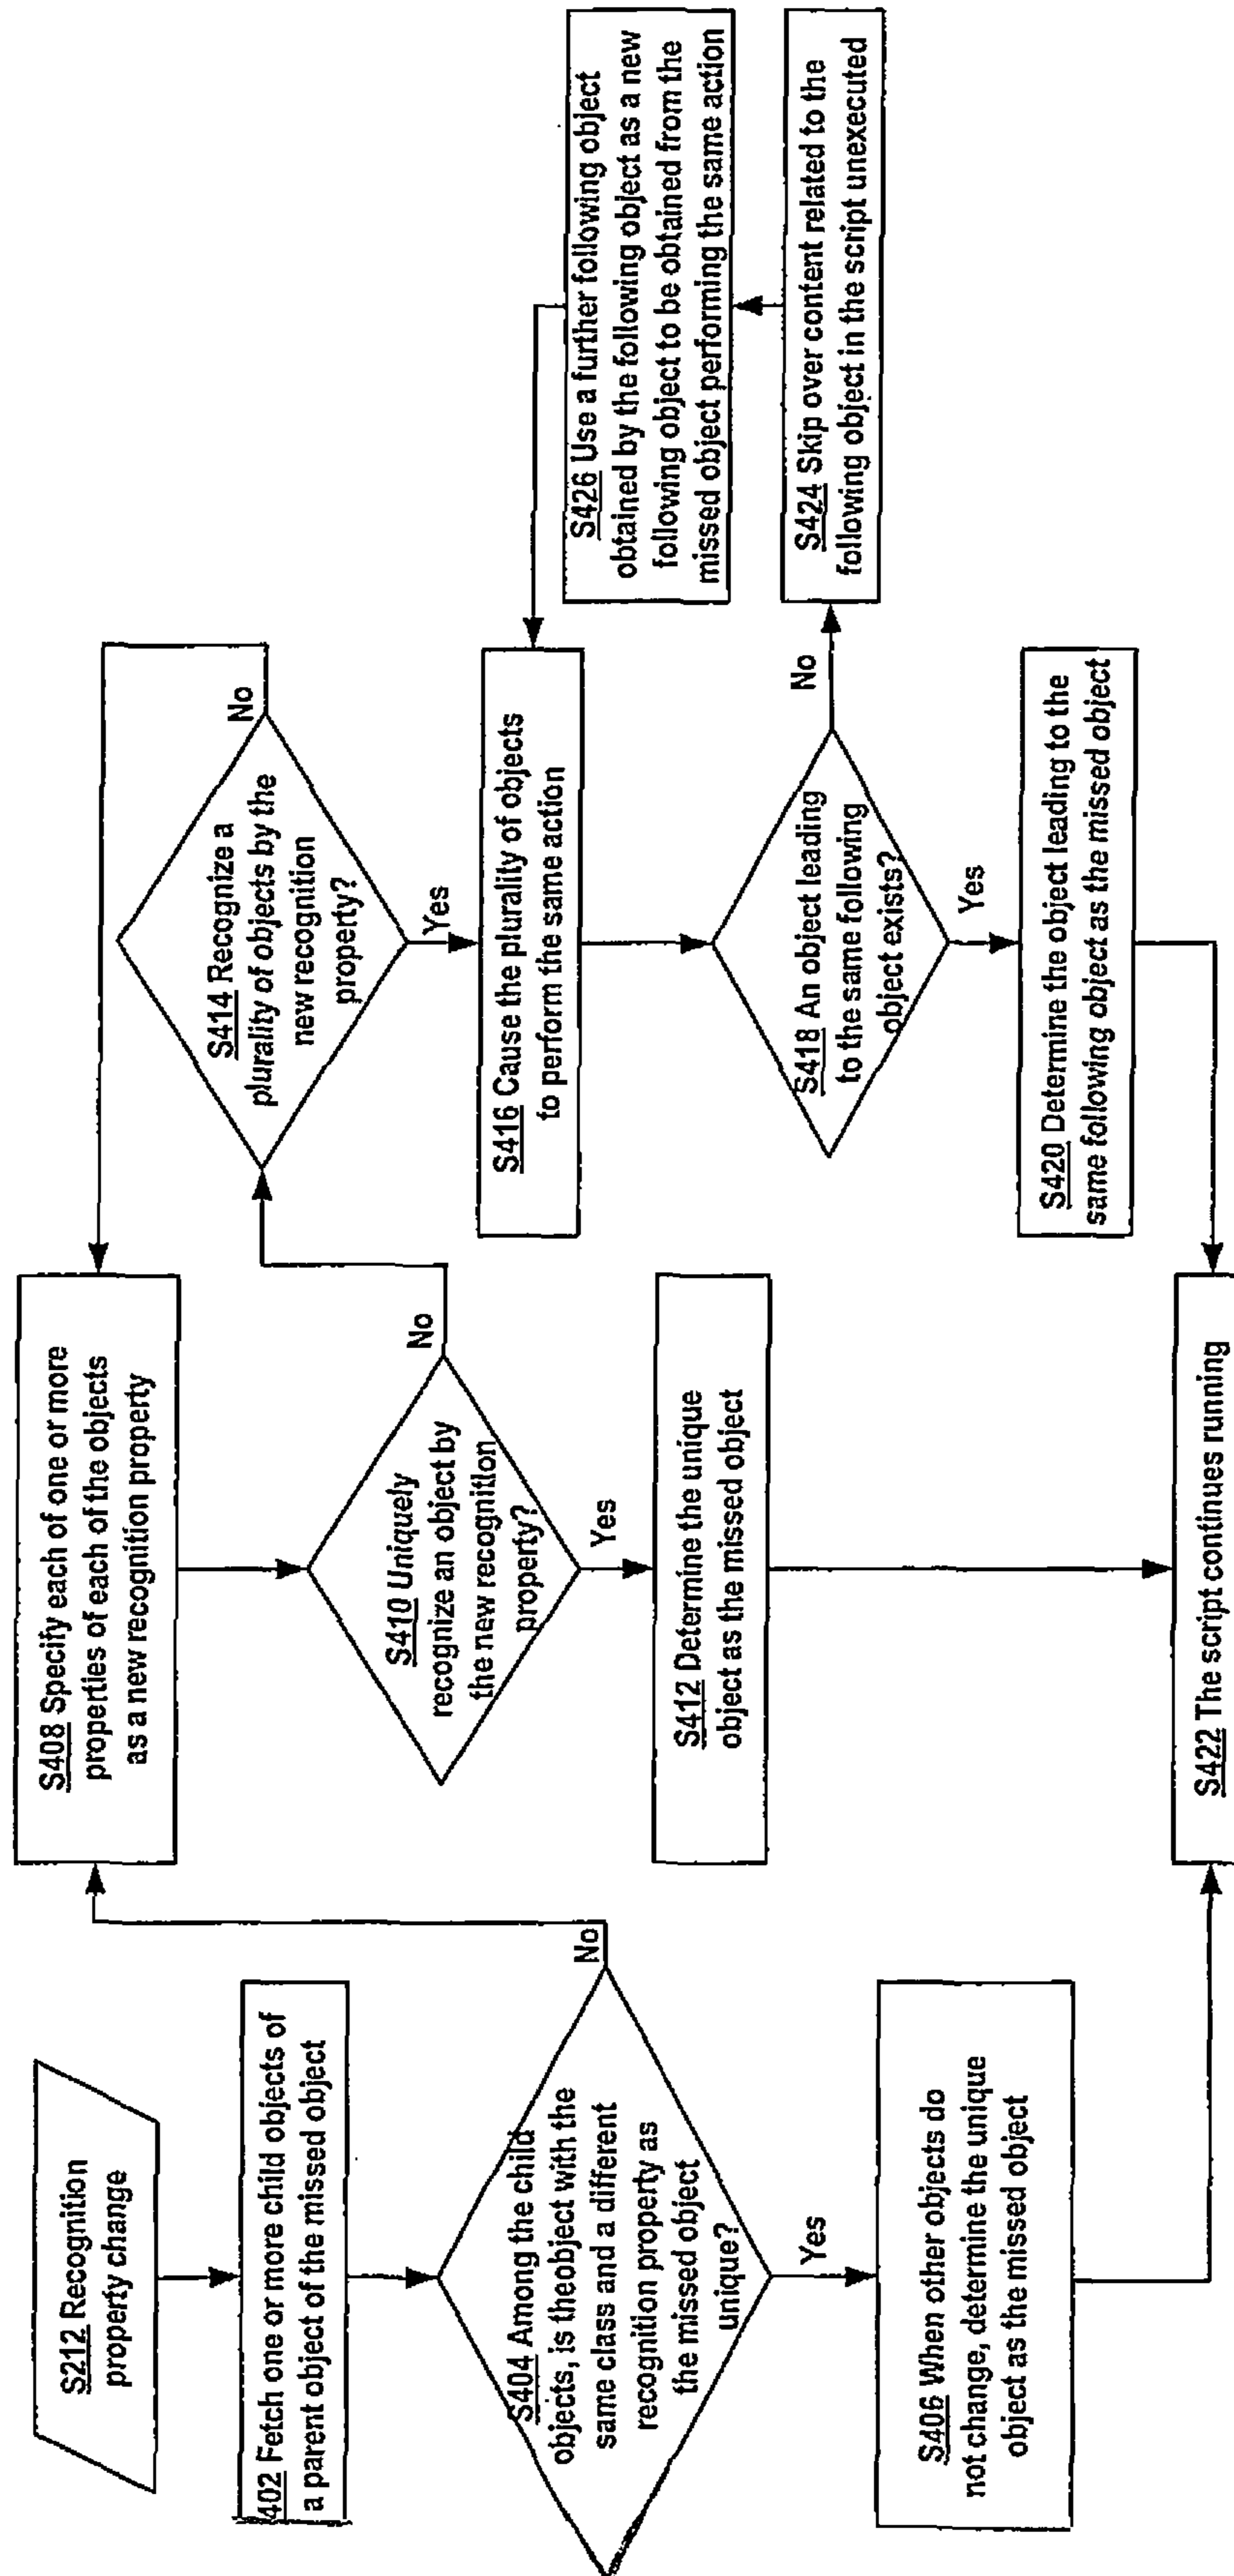 S212 Recognition
property change
402 Fetch one or more child objects of
a parent object of the missed object
S404 Among the child
objects, is theobject with the
same class and a different
recognition property as
the missed object
unique?
No
Yes
S406 When other objects do
not change, determine the unique
object as the missed object
S408 Specify each of one or more
properties of each of the objects
as a new recognition property
S410 Uniquely
recognize an object by
the new recognition
property?
No
Yes
S412 Determine the unique
object as the missed object
S422 The script continues running
S414 Recognize a
plurality of objects by the
new recognition
property?
No
Yes
S416 Cause the plurality of objects
to perform the same action
S418 An object leading
to the same following
object exists?
No
Yes
S420 Determine the object leading to the
same following object as the missed object
S426 Use a further following object
obtained by the following object as a new
following object to be obtained from the
missed object performing the same action
S424 Skip over content related to the
following object in the script unexecuted